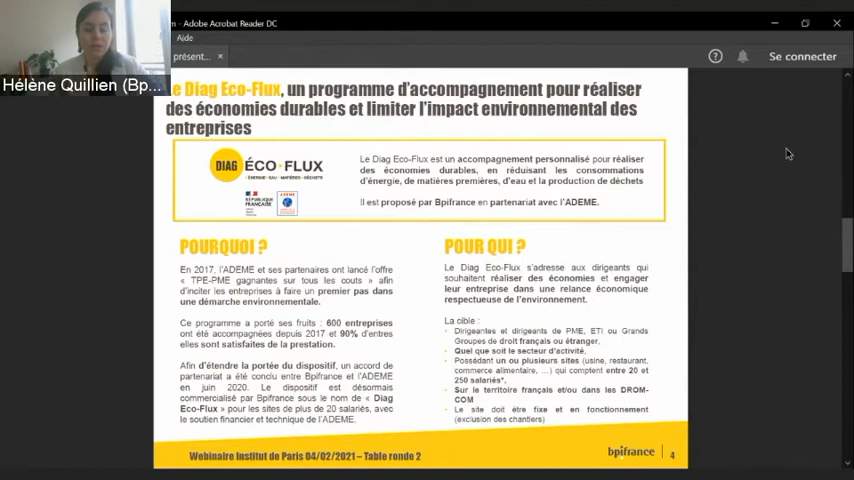 m - Adobe Acrobat Reader DC
Aide
présent... ×
Se connecter
Hélène Quillien (Bp...
e Diag Eco-Flux, un programme d'accompagnement pour réaliser
des économies durables et limiter l'impact environnemental des
entreprises
DIAG ÉCO•FLUX
ÉNERGIE • EAU • MATIÈRES • DÉCHETS
RÉPUBLIQUE
FRANÇAISE
ADEME
Le Diag Eco-Flux est un accompagnement personnalisé pour réaliser
des économies durables, en réduisant les consommations
d'énergie, de matières premières, d'eau et la production de déchets
Il est proposé par Bpifrance en partenariat avec l'ADEME.
POURQUOI ?
En 2017, l'ADEME et ses partenaires ont lancé l'offre
« TPE-PME gagnantes sur tous les couts » afin
d'inciter les entreprises à faire un premier pas dans
une démarche environnementale.
Ce programme a porté ses fruits : 600 entreprises
ont été accompagnées depuis 2017 et 90% d'entres
elles sont satisfaites de la prestation.
Afin d'étendre la portée du dispositif, un accord de
partenariat a été conclu entre Bpifrance et l'ADEME
en juin 2020. Le dispositif est désormais
commercialisé par Bpifrance sous le nom de « Diag
Eco-Flux » pour les sites de plus de 20 salariés, avec
le soutien financier et technique de l'ADEME.
POUR QUI ?
Le Diag Eco-Flux s'adresse aux dirigeants qui
souhaitent réaliser des économies et engager
leur entreprise dans une relance économique
respectueuse de l'environnement.
La cible :
- Dirigeantes et dirigeants de PME, ETI ou Grands
Groupes de droit français ou étranger,
- Quel que soit le secteur d'activité,
- Possédant un ou plusieurs sites (usine, restaurant,
commerce alimentaire, ...) qui comptent entre 20 et
250 salariés*,
- Sur le territoire français et/ou dans les DROM-
COM
- Le site doit être fixe et en fonctionnement
(exclusion des chantiers)
Webinaire Institut de Paris 04/02/2021 – Table ronde 2
bpifrance
4